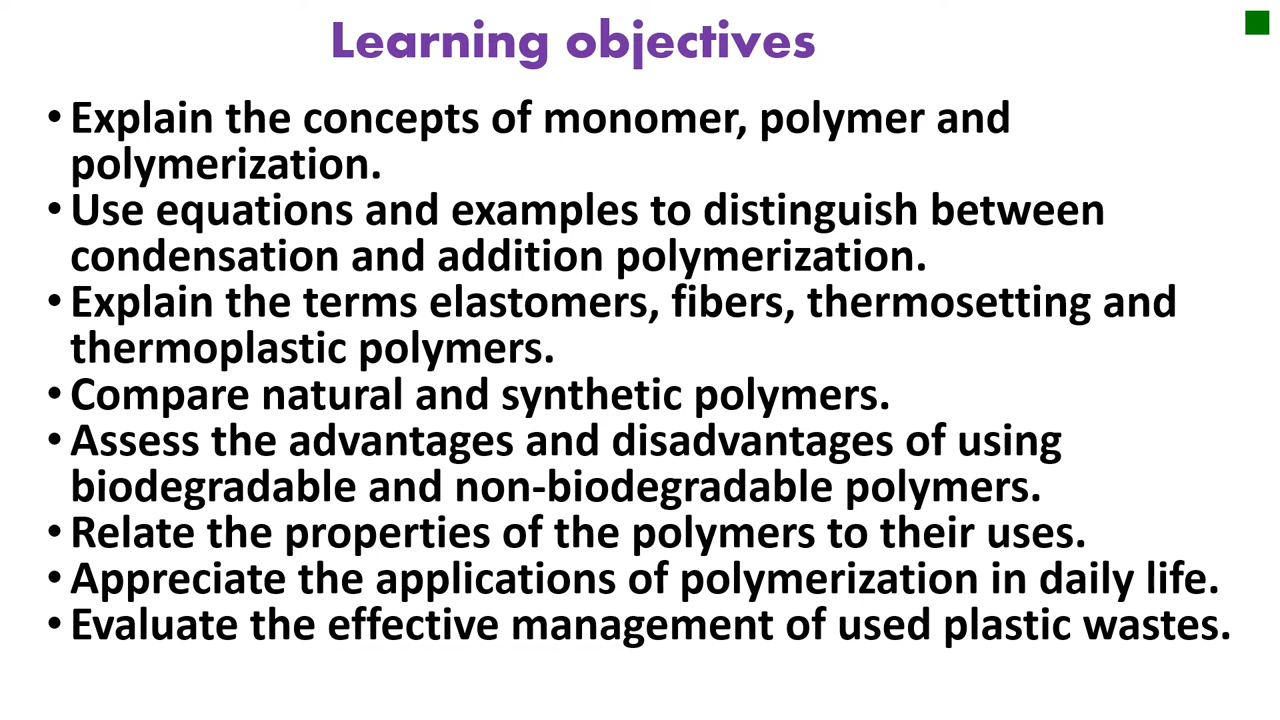 Learning objectives
• Explain the concepts of monomer, polymer and
polymerization.
• Use equations and examples to distinguish between
condensation and addition polymerization.
• Explain the terms elastomers, fibers, thermosetting and
thermoplastic polymers.
• Compare natural and synthetic polymers.
• Assess the advantages and disadvantages of using
biodegradable and non-biodegradable polymers.
• Relate the properties of the polymers to their uses.
• Appreciate the applications of polymerization in daily life.
• Evaluate the effective management of used plastic wastes.